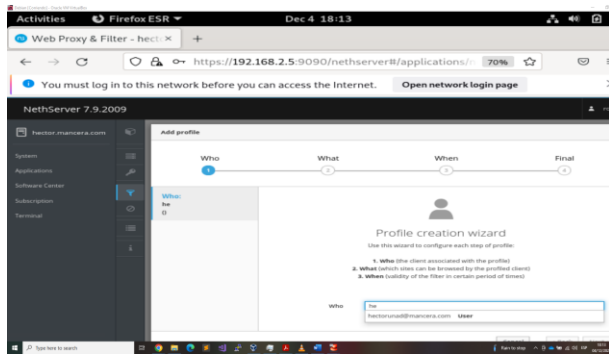 Activities Firefox ESR Dec 4 18:13
Web Proxy & Filter - hect
https://192.168.2.5:9090/nethserver#/applications/n 70%
You must log in to this network before you can access the Internet. Open network login page
NethServer 7.9.2009
hector.mancera.com
System
Applications
Software Center
Subscription
Terminal
Add profile
Who What When Final
1 2 3 4
Who:
he
()
Profile creation wizard
Use this wizard to configure each step of profile:
1. Who (the client associated with the profile)
2. What (which sites can be browsed by the profiled client)
3. When (validity of the filter in certain period of times)
Who he
hectorunad@mancera.com User
Type here to search